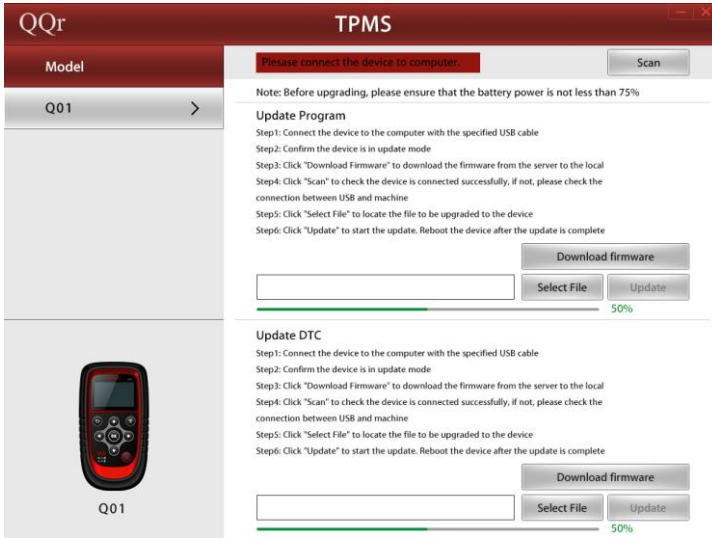 QQr
TPMS
Model
Plesase connect the device to computer.
Scan
Q01
Note: Before upgrading, please ensure that the battery power is not less than 75%
Update Program
Step1: Connect the device to the computer with the specified USB cable
Step2: Confirm the device is in update mode
Step3: Click "Download Firmware" to download the firmware from the server to the local
Step4: Click "Scan" to check the device is connected successfully, if not, please check the
connection between USB and machine
Step5: Click "Select File" to locate the file to be upgraded to the device
Step6: Click "Update" to start the update. Reboot the device after the update is complete
Download firmware
Select File
Update
50%
Update DTC
Step1: Connect the device to the computer with the specified USB cable
Step2: Confirm the device is in update mode
Step3: Click "Download Firmware" to download the firmware from the server to the local
Step4: Click "Scan" to check the device is connected successfully, if not, please check the
connection between USB and machine
Step5: Click "Select File" to locate the file to be upgraded to the device
Step6: Click "Update" to start the update. Reboot the device after the update is complete
Download firmware
Select File
Update
50%
OK
Q01